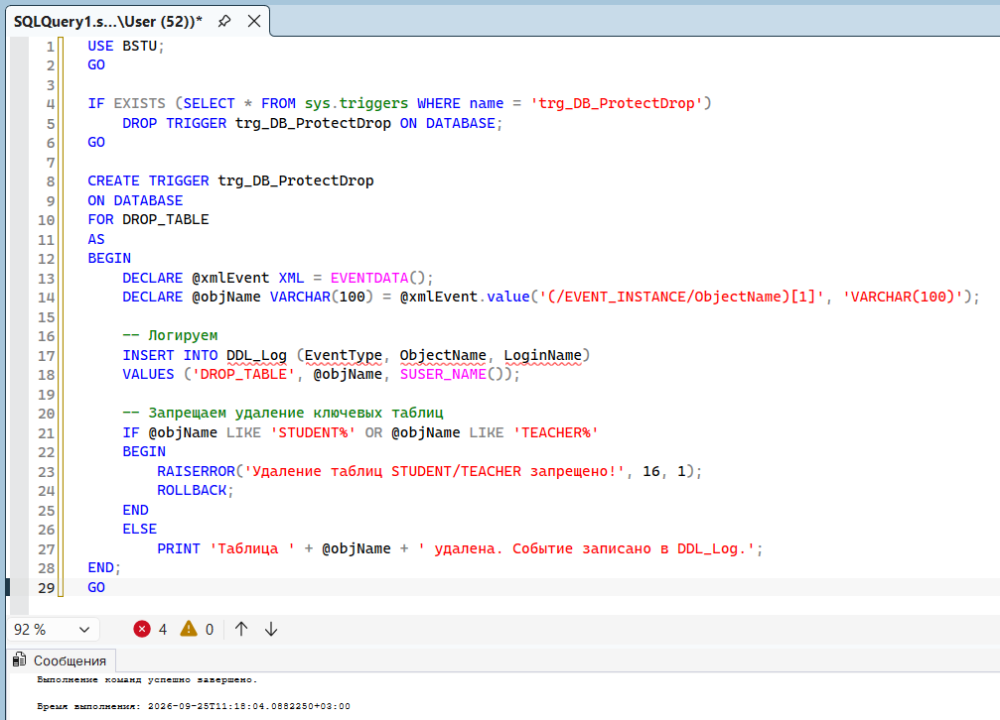 SQLQuery1.s...\User (52))*
1 USE BSTU;
2 GO
3
4 IF EXISTS (SELECT * FROM sys.triggers WHERE name = 'trg_DB_ProtectDrop')
5 DROP TRIGGER trg_DB_ProtectDrop ON DATABASE;
6 GO
7
8 CREATE TRIGGER trg_DB_ProtectDrop
9 ON DATABASE
10 FOR DROP_TABLE
11 AS
12 BEGIN
13 DECLARE @xmlEvent XML = EVENTDATA();
14 DECLARE @objName VARCHAR(100) = @xmlEvent.value('(/EVENT_INSTANCE/ObjectName)[1]', 'VARCHAR(100)');
15
16 -- Логируем
17 INSERT INTO DDL_Log (EventType, ObjectName, LoginName)
18 VALUES ('DROP_TABLE', @objName, SUSER_NAME());
19
20 -- Запрещаем удаление ключевых таблиц
21 IF @objName LIKE 'STUDENT%' OR @objName LIKE 'TEACHER%'
22 BEGIN
23 RAISERROR('Удаление таблиц STUDENT/TEACHER запрещено!', 16, 1);
24 ROLLBACK;
25 END
26 ELSE
27 PRINT 'Таблица ' + @objName + ' удалена. Событие записано в DDL_Log.';
28 END;
29 GO
92 % 4 0
Сообщения
Выполнение команд успешно завершено.
Время выполнения: 2026-09-25T11:18:04.0882250+03:00